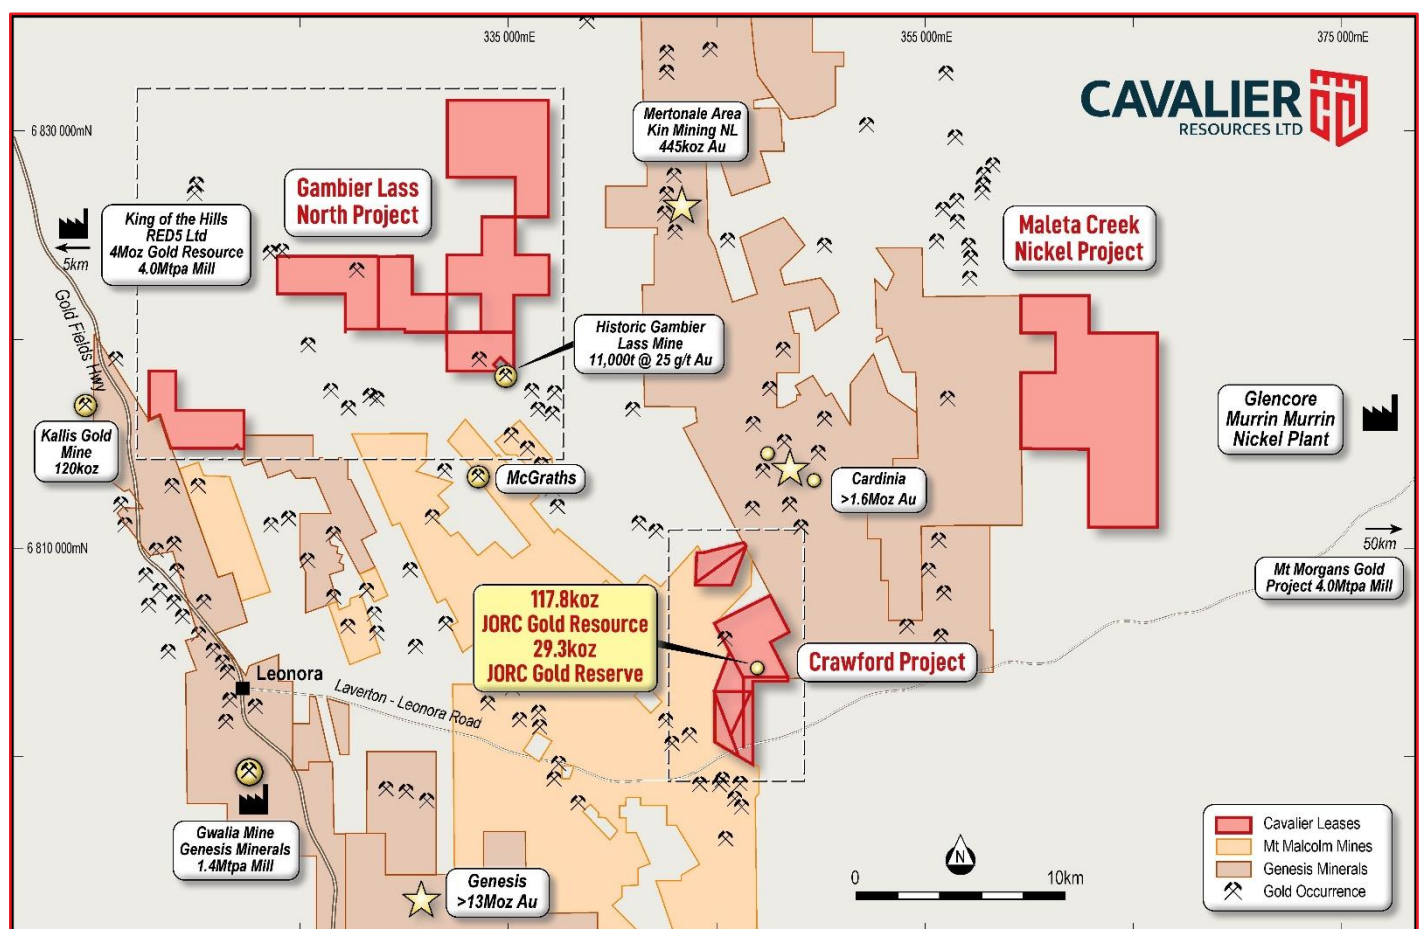 335 000mE
355 000mE
375 000mE
CAVALIER
RESOURCES LTD
6 830 000mN
Mertonale Area
Kin Mining NL
445koz Au
Gambier Lass
North Project
King of the Hills
RED5 Ltd
4Moz Gold Resource
4.0Mtpa Mill
5km
Maleta Creek
Nickel Project
Gold Fields Hwy
Historic Gambier
Lass Mine
11,000t @ 25 g/t Au
Glencore
Murrin Murrin
Nickel Plant
Kallis Gold
Mine
120koz
McGraths
Cardinia
>1.6Moz Au
6 810 000mN
50km
Mt Morgans Gold
Project 4.0Mtpa Mill
117.8koz
JORC Gold Resource
29.3koz
JORC Gold Reserve
Crawford Project
Leonora
Laverton - Leonora Road
Gwalia Mine
Genesis Minerals
1.4Mtpa Mill
Genesis
>13Moz Au
N
0
10km
Cavalier Leases
Mt Malcolm Mines
Genesis Minerals
Gold Occurrence